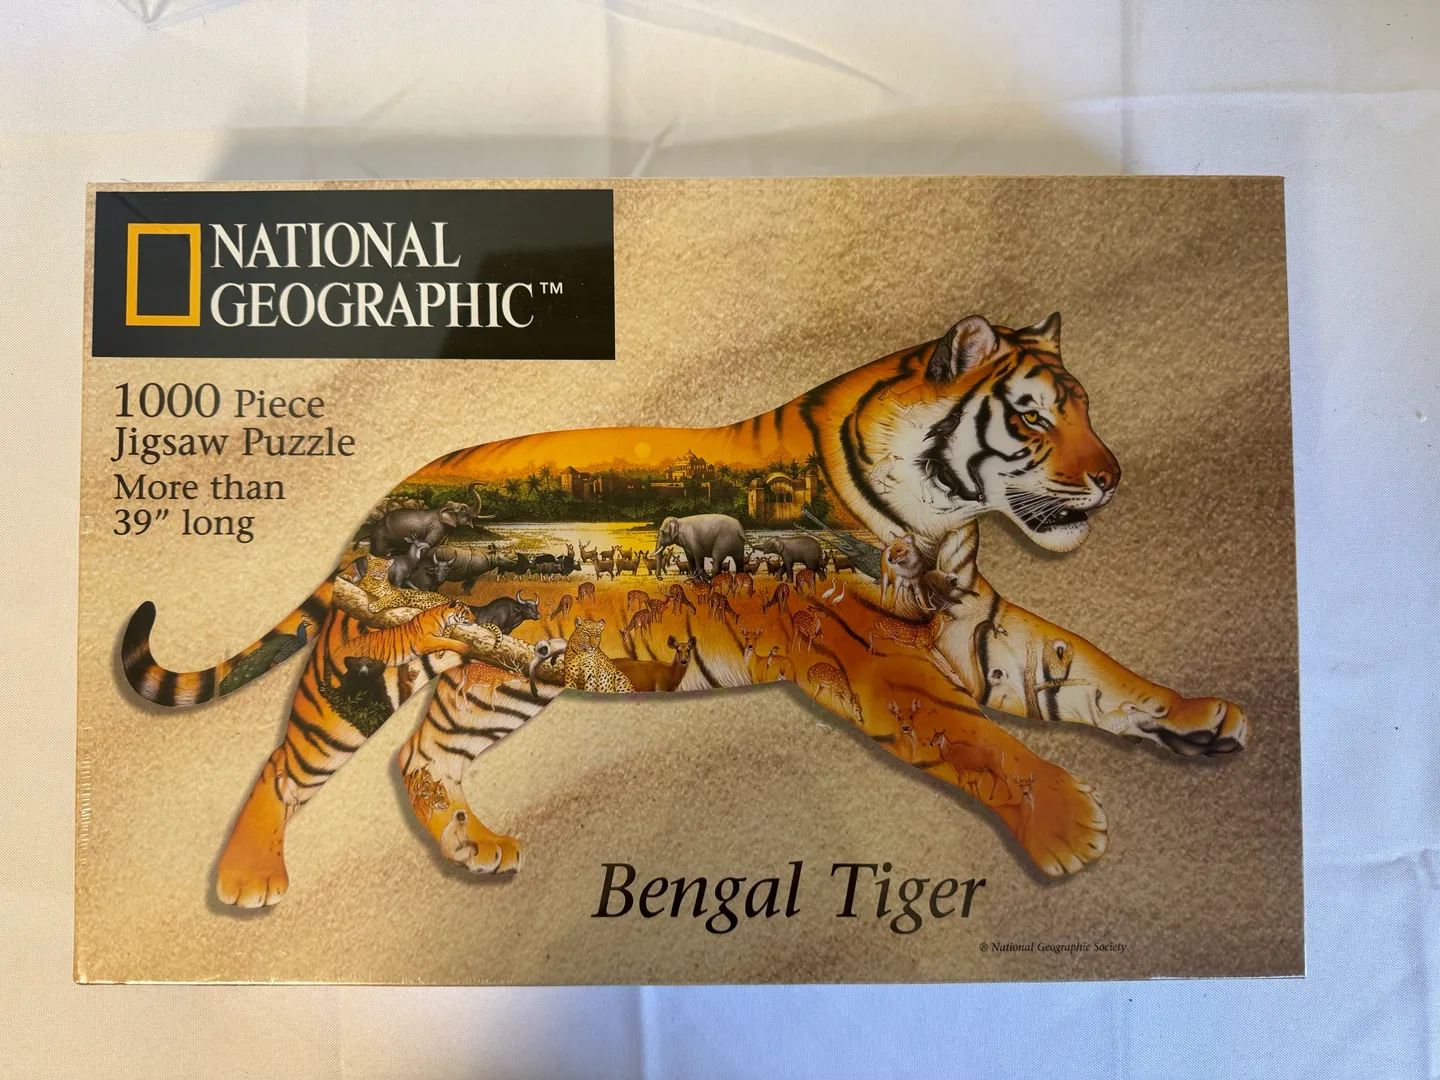 NATIONAL
GEOGRAPHIC™
1000 Piece
Jigsaw Puzzle
More than
39” long
Bengal Tiger
® National Geographic Society